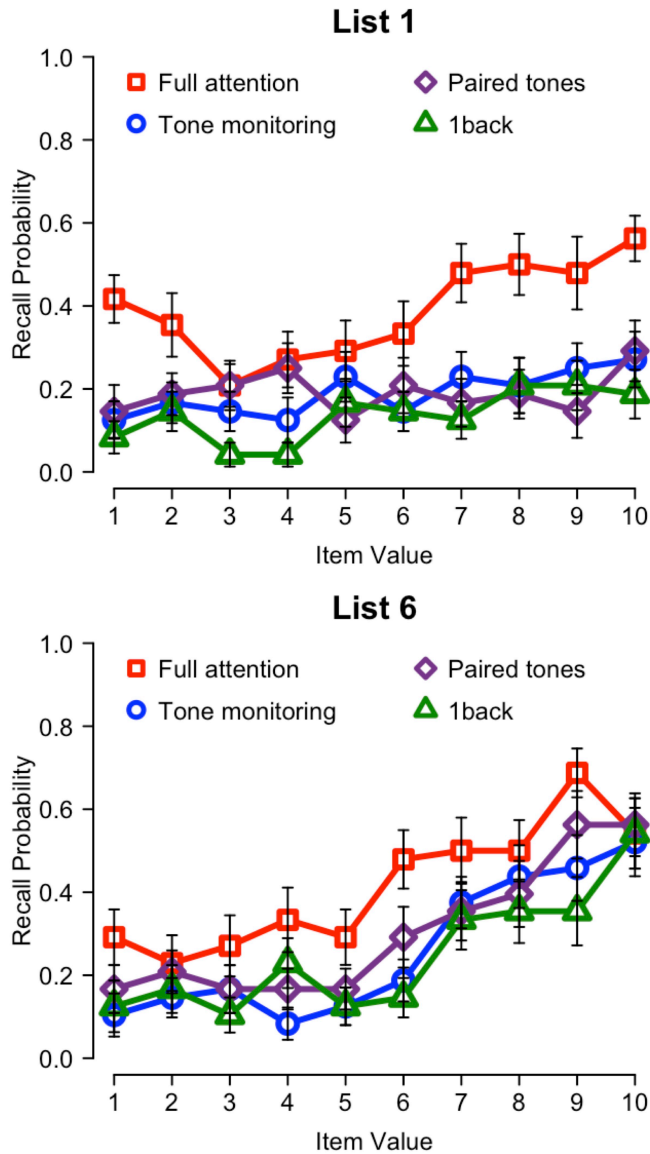 List 1
1.0
Full attention
Paired tones
Tone monitoring
1back
0.8
0.6
0.4
0.2
0.0
Recall Probability
1 2 3 4 5 6 7 8 9 10
Item Value
List 6
1.0
Full attention
Paired tones
Tone monitoring
1back
0.8
0.6
0.4
0.2
0.0
Recall Probability
1 2 3 4 5 6 7 8 9 10
Item Value